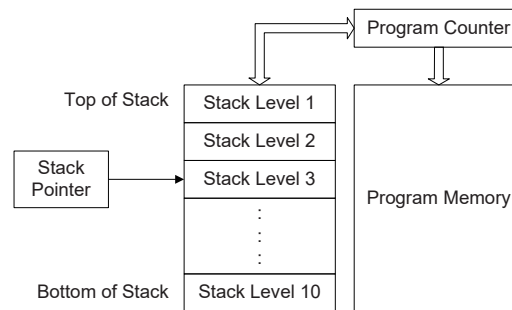 Program Counter
Top of Stack
Stack Level 1
Stack Level 2
Stack
Pointer
Stack Level 3
Program Memory
:
:
:
Bottom of Stack
Stack Level 10